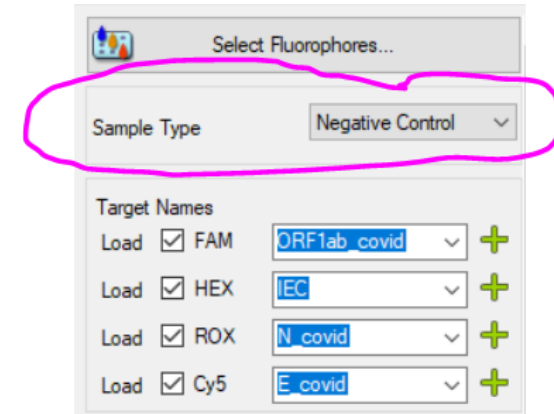 Select Fluorophores...
Sample Type Negative Control
Target Names
Load FAM ORF1ab_covid
Load HEX IEC
Load ROX N_covid
Load Cy5 E_covid